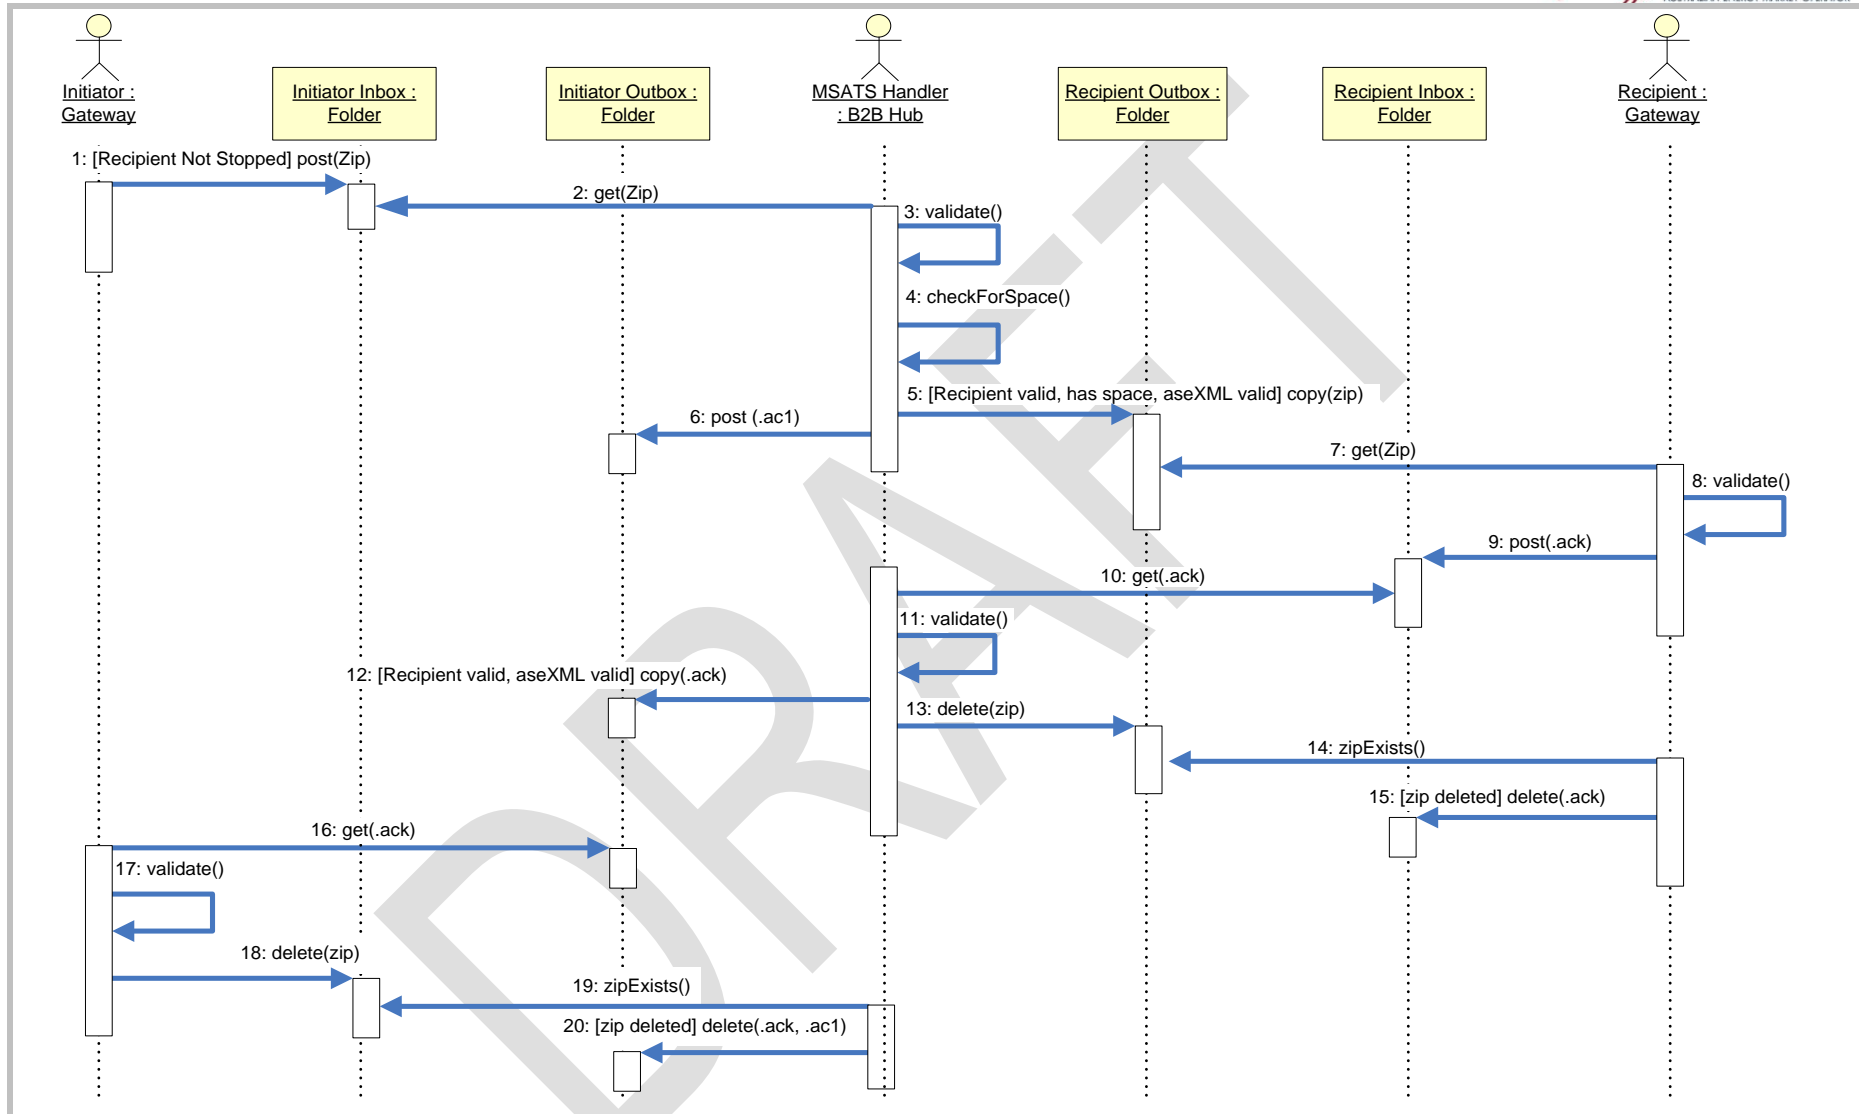 Initiator :
Gateway
Initiator Inbox :
Folder
Initiator Outbox :
Folder
MSATS Handler
: B2B Hub
Recipient Outbox :
Folder
Recipient Inbox :
Folder
Recipient :
Gateway
1: [Recipient Not Stopped] post(Zip)
2: get(Zip)
3: validate()
4: checkForSpace()
5: [Recipient valid, has space, aseXML valid] copy(zip)
6: post (.ac1)
7: get(Zip)
8: validate()
9: post(.ack)
10: get(.ack)
11: validate()
12: [Recipient valid, aseXML valid] copy(.ack)
13: delete(zip)
14: zipExists()
15: [zip deleted] delete(.ack)
16: get(.ack)
17: validate()
18: delete(zip)
19: zipExists()
20: [zip deleted] delete(.ack, .ac1)
DRAFT